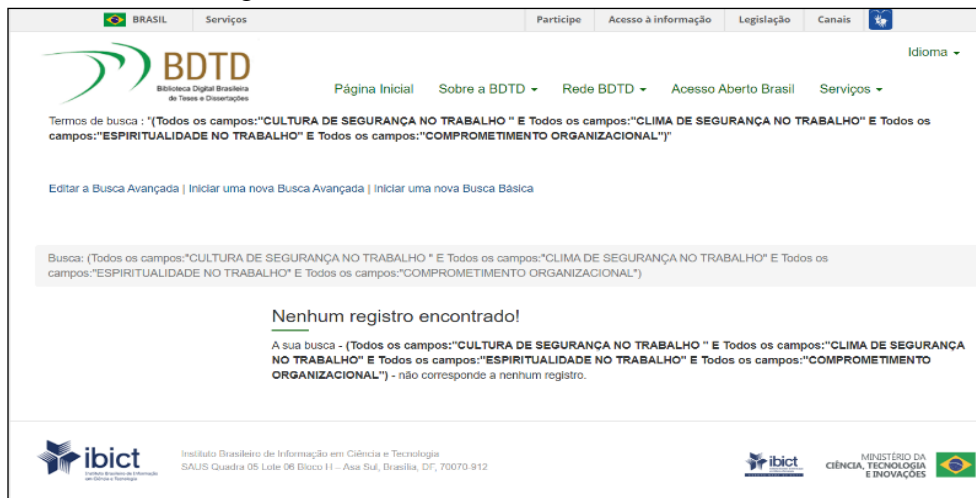 BRASIL Serviços Participe Acesso à informação Legislação Canais
Idioma
BDTD
Biblioteca Digital Brasileira
de Teses e Dissertações
Página Inicial Sobre a BDTD Rede BDTD Acesso Aberto Brasil Serviços
Termos de busca : "(Todos os campos:"CULTURA DE SEGURANÇA NO TRABALHO " E Todos os campos:"CLIMA DE SEGURANÇA NO TRABALHO" E Todos os
campos:"ESPIRITUALIDADE NO TRABALHO" E Todos os campos:"COMPROMETIMENTO ORGANIZACIONAL")"
Editar a Busca Avançada | Iniciar uma nova Busca Avançada | Iniciar uma nova Busca Básica
Busca: (Todos os campos:"CULTURA DE SEGURANÇA NO TRABALHO " E Todos os campos:"CLIMA DE SEGURANÇA NO TRABALHO" E Todos os
campos:"ESPIRITUALIDADE NO TRABALHO" E Todos os campos:"COMPROMETIMENTO ORGANIZACIONAL")
Nenhum registro encontrado!
A sua busca - (Todos os campos:"CULTURA DE SEGURANÇA NO TRABALHO " E Todos os campos:"CLIMA DE SEGURANÇA
NO TRABALHO" E Todos os campos:"ESPIRITUALIDADE NO TRABALHO" E Todos os campos:"COMPROMETIMENTO
ORGANIZACIONAL") - não corresponde a nenhum registro.
ibict
Instituto Brasileiro de Informação
em Ciência e Tecnologia
Instituto Brasileiro de Informação em Ciência e Tecnologia
SAUS Quadra 05 Lote 06 Bloco H – Asa Sul, Brasília, DF, 70070-912
ibict
MINISTÉRIO DA
CIÊNCIA, TECNOLOGIA
E INOVAÇÕES